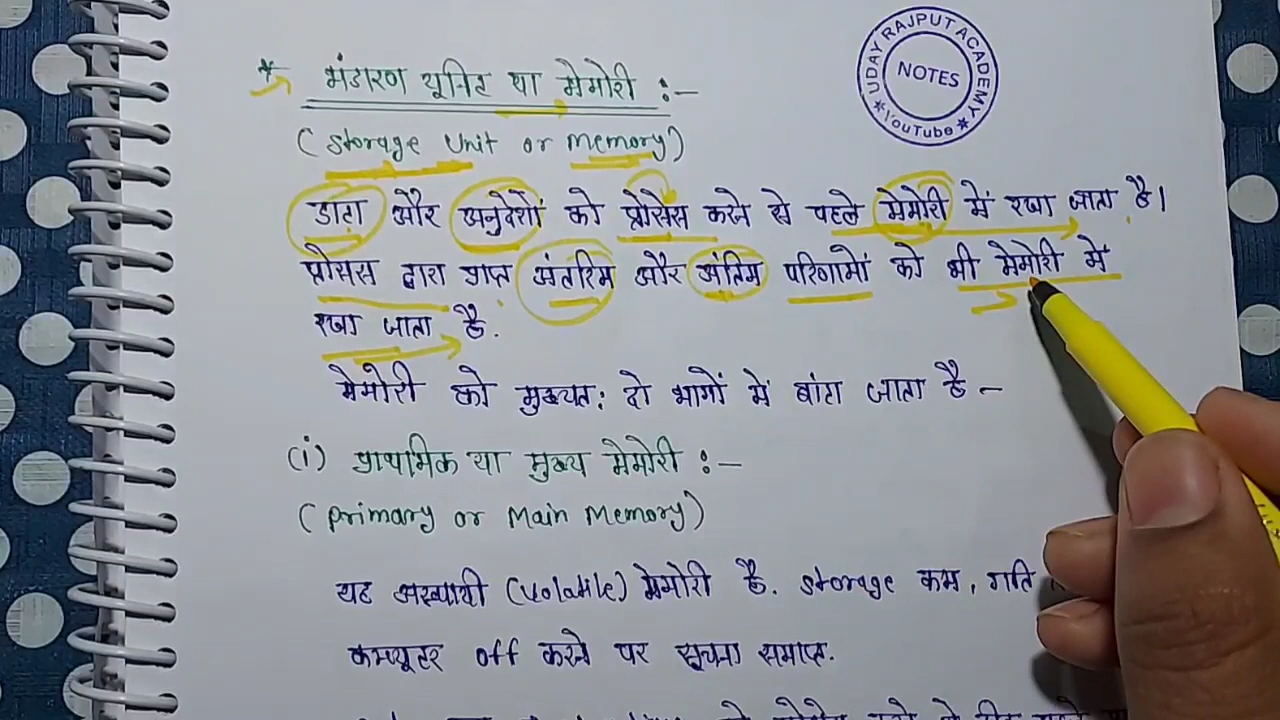 * भंडारण यूनिट या मेमोरी :-
(Storage Unit or Memory)
डाटा और अनुदेशों को प्रोसेस करने से पहले मेमोरी में रखा जाता है।
प्रोसेस द्वारा प्राप्त अंतरिम और अंतिम परिणामों को भी मेमोरी में
रखा जाता है.
मेमोरी को मुख्यत: दो भागों में बांटा जाता है -
(i) प्राथमिक या मुख्य मेमोरी :-
(Primary or Main Memory)
यह अस्थायी (Volatile) मेमोरी है. storage कम, गति
कम्प्यूटर off करने पर सूचना समाप्त.
UDAY RAJPUT ACADEMY
NOTES
* YouTube *